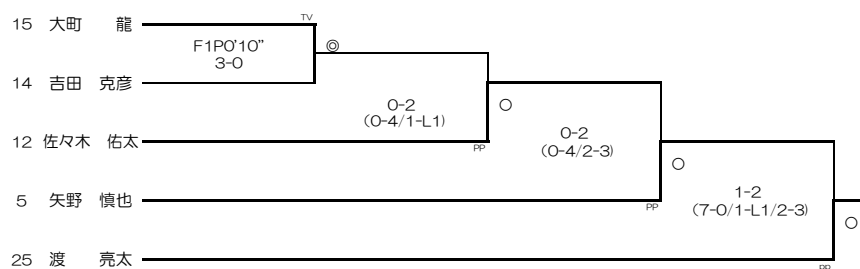 15 大町 龍
TV
F1P0'10"
3-0
◎
14 吉田 克彦
0-2
(0-4/1-L1)
○
12 佐々木 佑太
PP
0-2
(0-4/2-3)
○
5 矢野 慎也
PP
1-2
(7-0/1-L1/2-3)
○
25 渡 亮太
PP